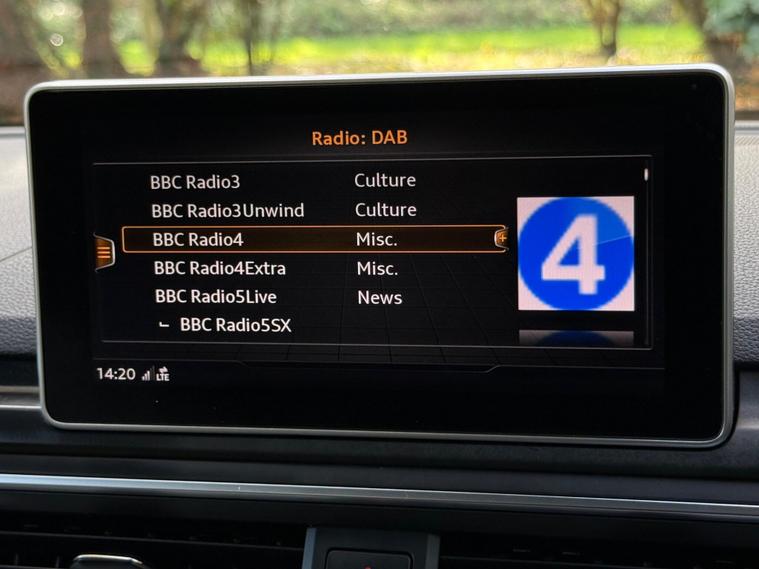 Radio: DAB
BBC Radio3 Culture
BBC Radio3Unwind Culture
BBC Radio4 Misc.
BBC Radio4Extra Misc.
BBC Radio5Live News
BBC Radio5SX
4
14:20 LTE